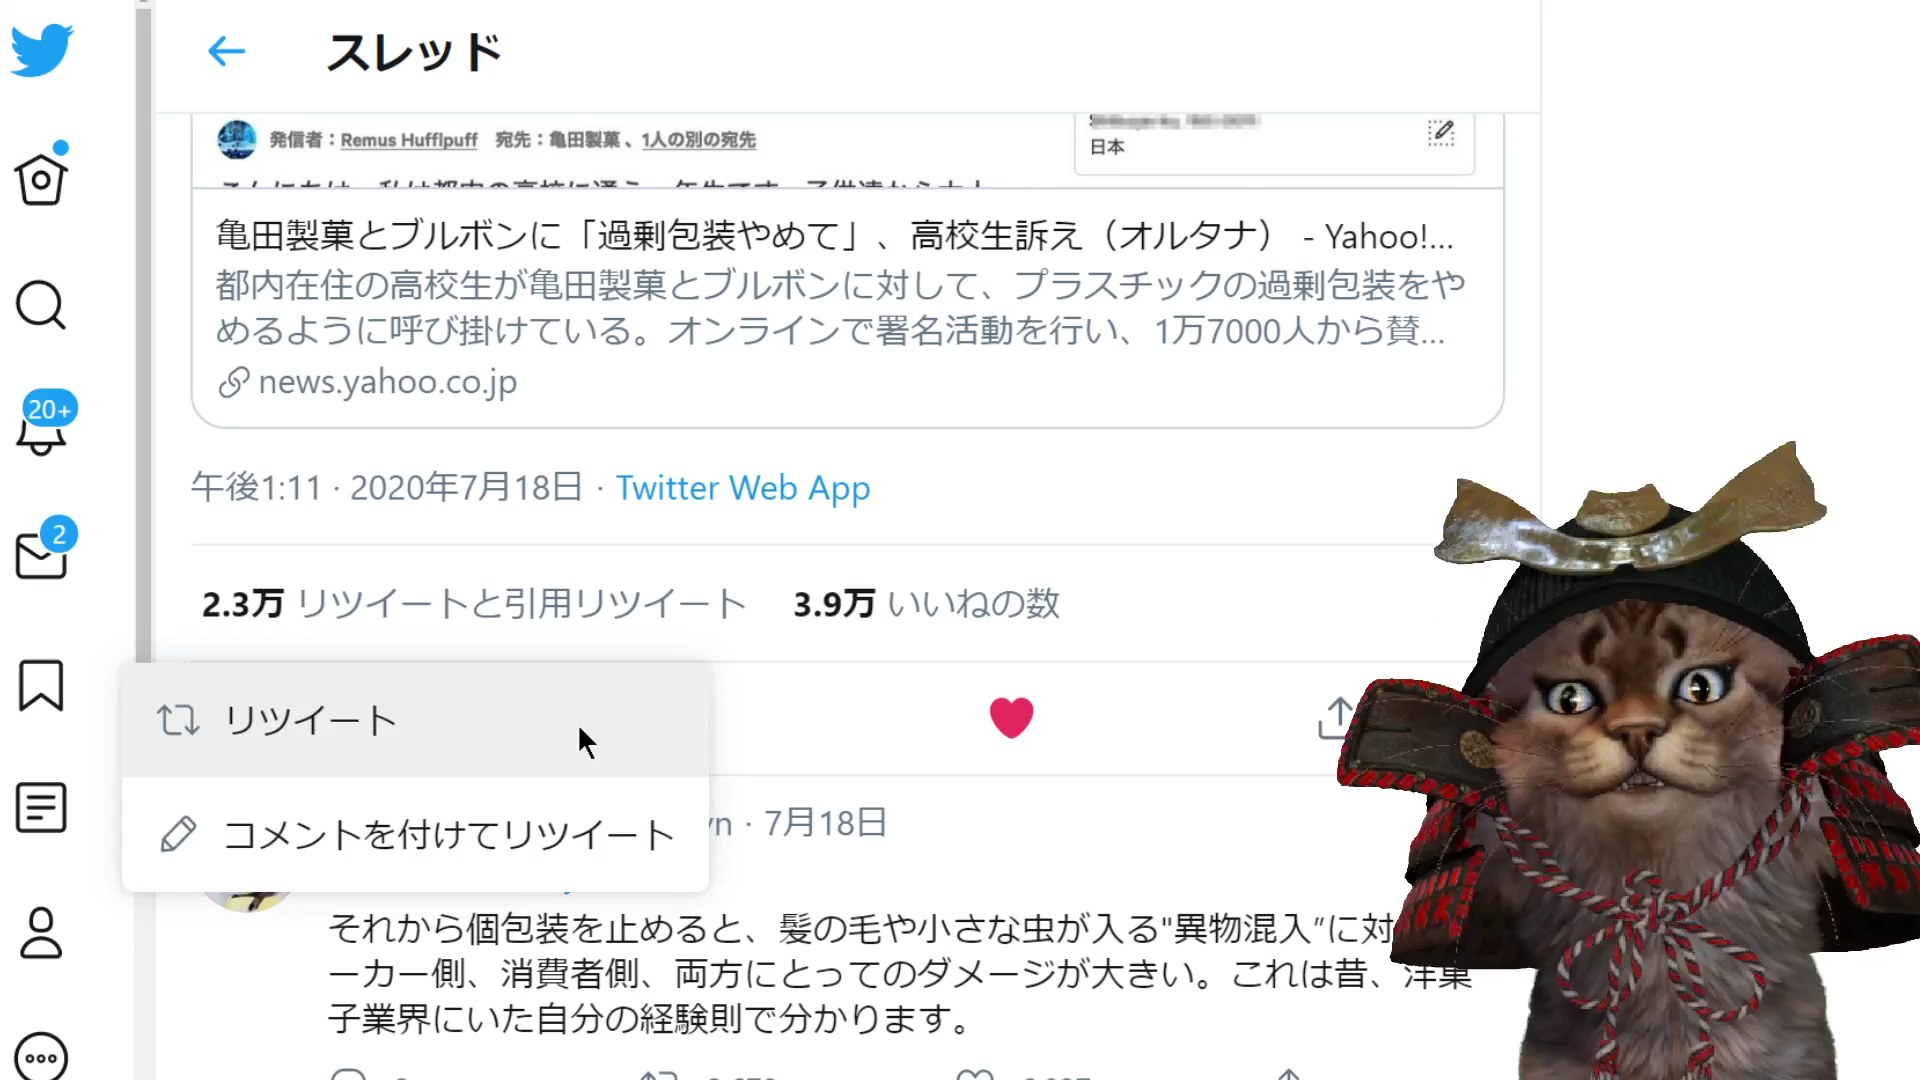 スレッド
発信者：Remus Hufflpuff 宛先：亀田製菓、1人の別の宛先
日本
亀田製菓とブルボンに「過剰包装やめて」、高校生訴え（オルタナ） - Yahoo!...
都内在住の高校生が亀田製菓とブルボンに対して、プラスチックの過剰包装をや
めるように呼び掛けている。オンラインで署名活動を行い、1万7000人から賛...
news.yahoo.co.jp
20+
午後1:11 · 2020年7月18日 · Twitter Web App
2
2.3万 リツイートと引用リツイート 3.9万 いいねの数
リツイート
コメントを付けてリツイート
yn · 7月18日
それから個包装を止めると、髪の毛や小さな虫が入る"異物混入"に対
ーカー側、消費者側、両方にとってのダメージが大きい。これは昔、洋菓
子業界にいた自分の経験則で分かります。